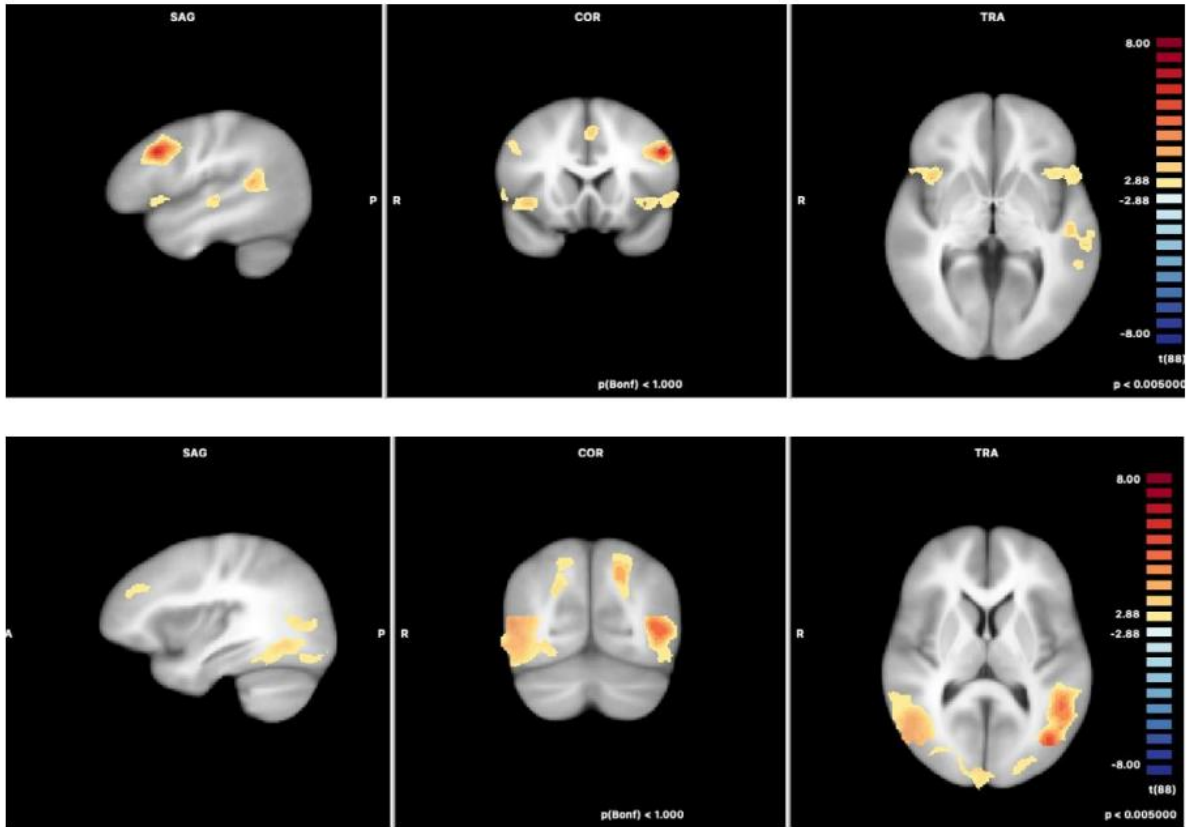 SAG
COR
TRA
8.00
P
R
R
2.88
-2.88
-8.00
t(88)
p(Bonf) < 1.000
p < 0.005000
SAG
COR
TRA
8.00
A
P
R
R
2.88
-2.88
-8.00
t(88)
p(Bonf) < 1.000
p < 0.005000